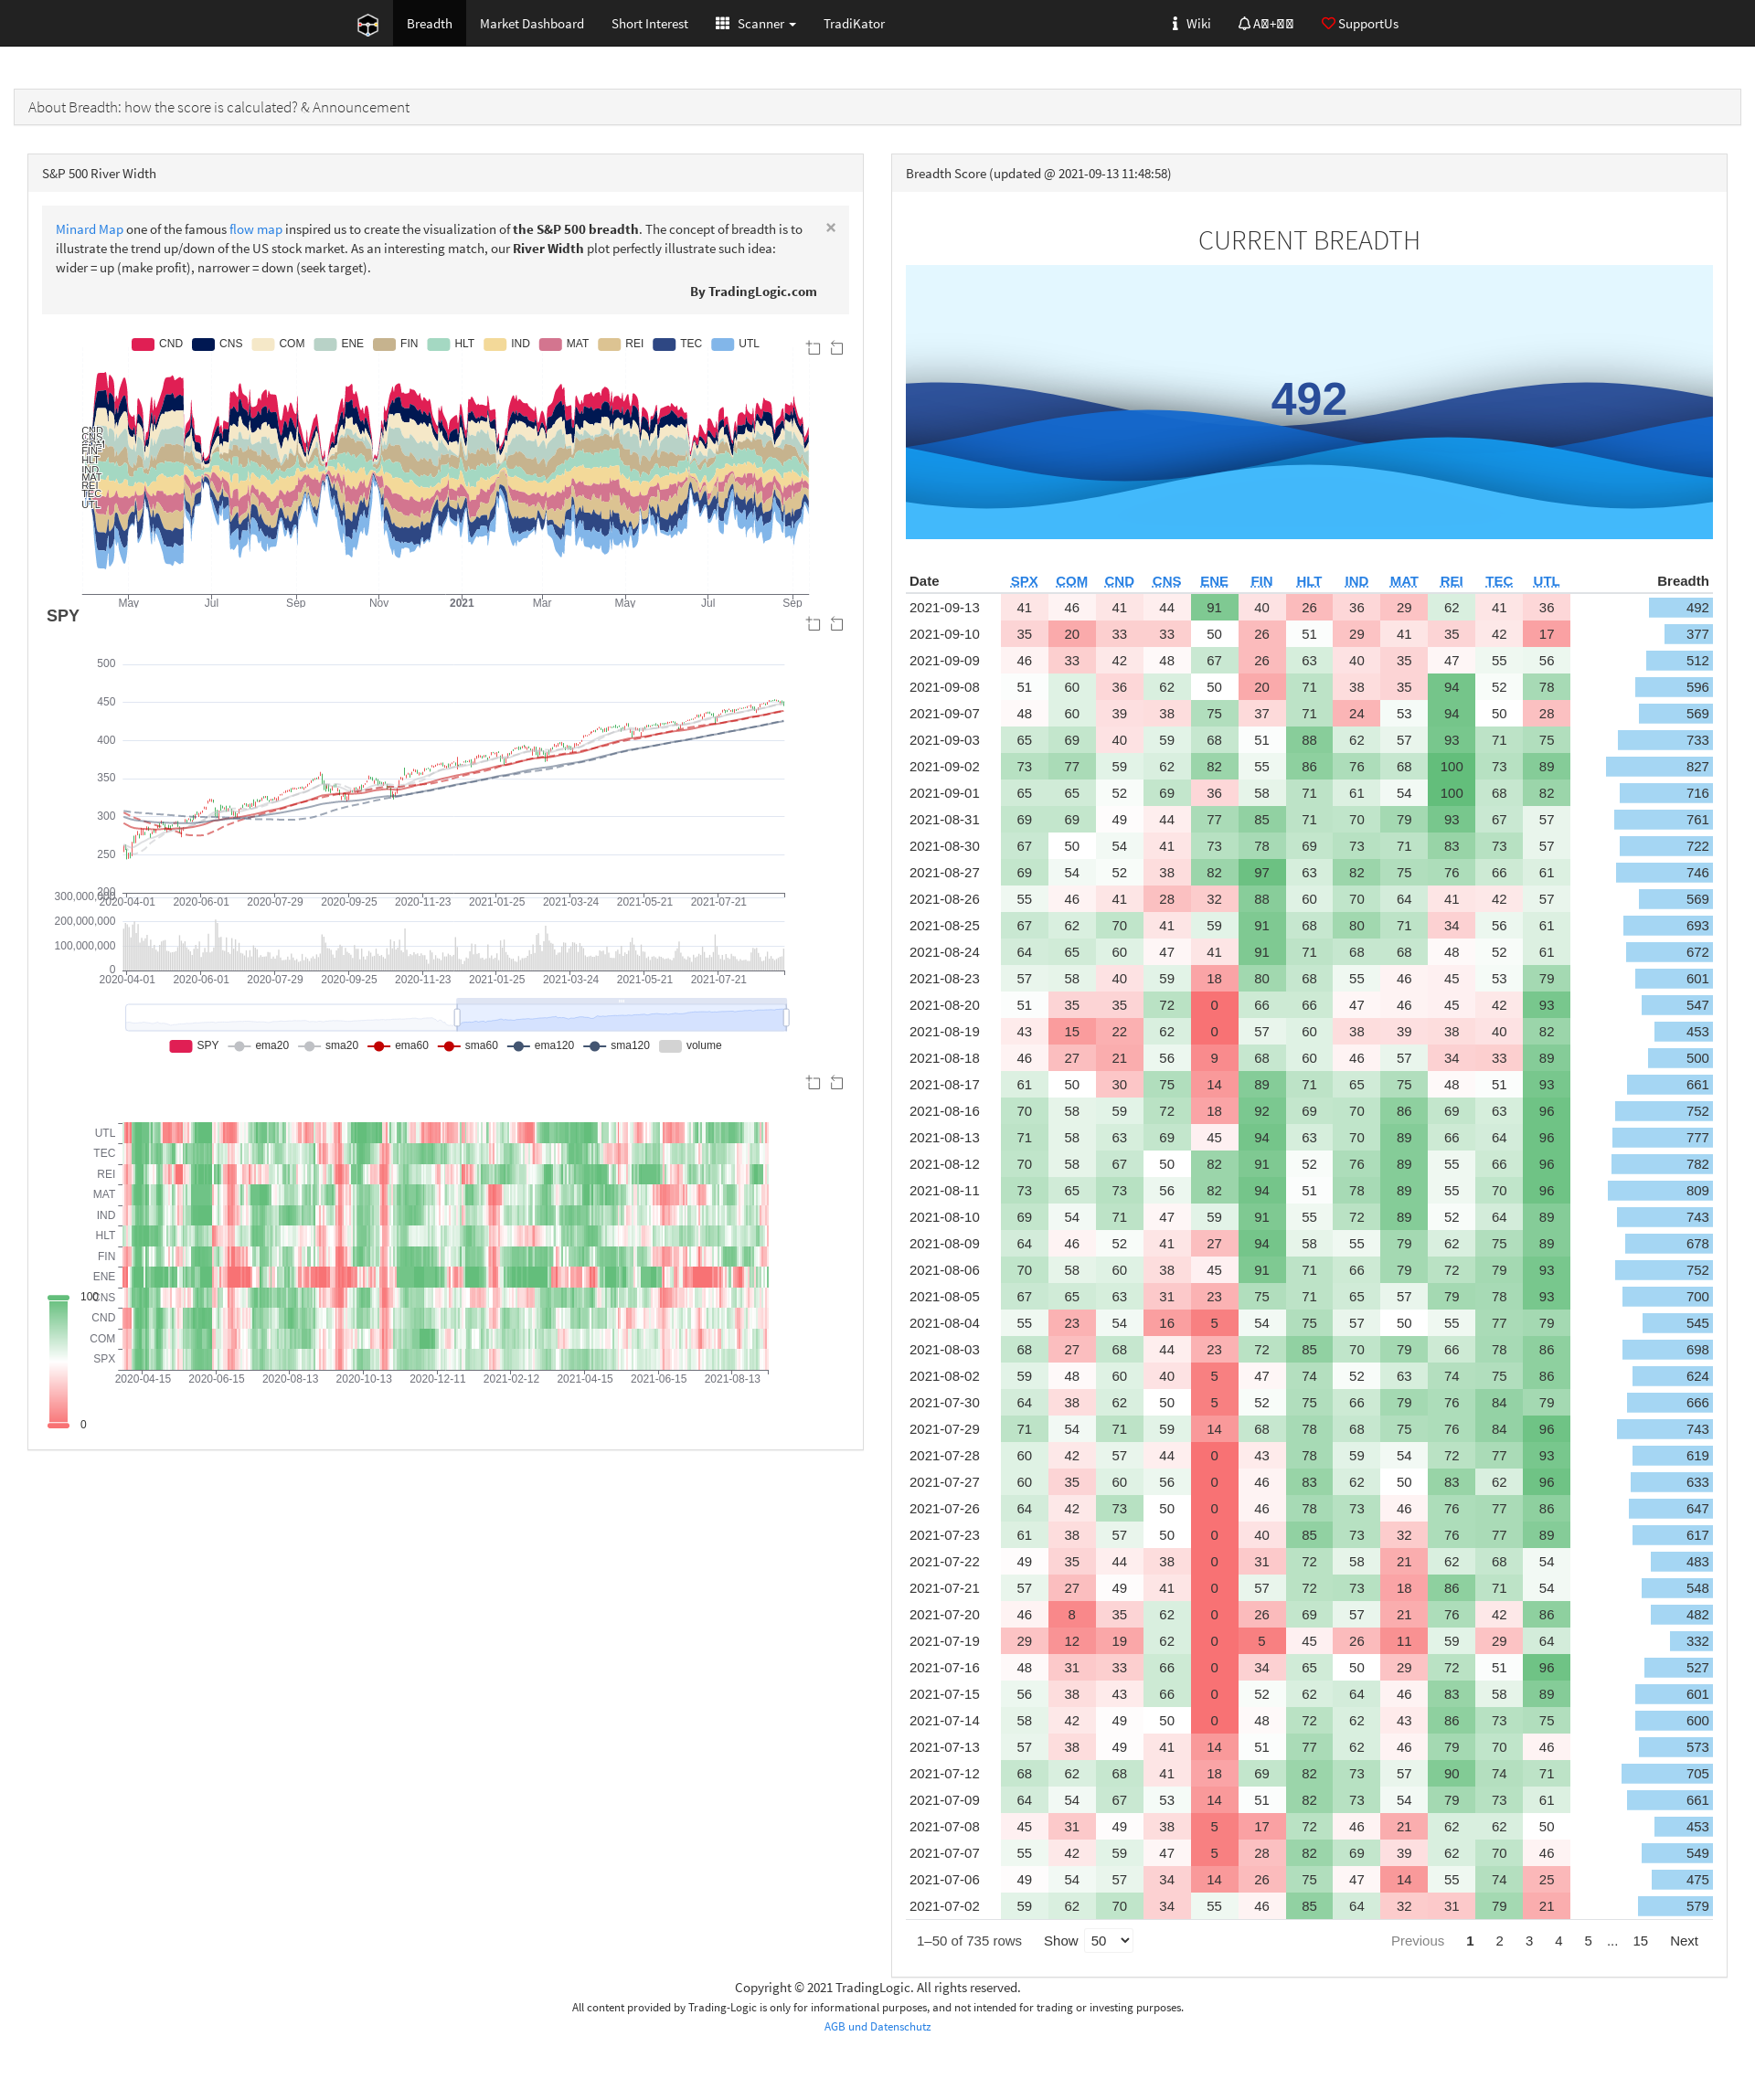 Breadth Market Dashboard Short Interest Scanner TradiKator Wiki SupportUs
About Breadth: how the score is calculated? & Announcement
S&P 500 River Width
Minard Map one of the famous flow map inspired us to create the visualization of the S&P 500 breadth. The concept of breadth is to
illustrate the trend up/down of the US stock market. As an interesting match, our River Width plot perfectly illustrate such idea:
wider = up (make profit), narrower = down (seek target).
×
By TradingLogic.com
CND CNS COM ENE FIN HLT IND MAT REI TEC UTL
CND
CNS
FIN
HLT
IND
MAT
REI
TEC
UTL
May Jul Sep Nov 2021 Mar May Jul Sep
SPY
500
450
400
350
300
250
200
2020-04-01 2020-06-01 2020-07-29 2020-09-25 2020-11-23 2021-01-25 2021-03-24 2021-05-21 2021-07-21
300,000,000
200,000,000
100,000,000
0
2020-04-01 2020-06-01 2020-07-29 2020-09-25 2020-11-23 2021-01-25 2021-03-24 2021-05-21 2021-07-21
SPY ema20 sma20 ema60 sma60 ema120 sma120 volume
UTL
TEC
REI
MAT
IND
HLT
FIN
ENE
CNS
CND
COM
SPX
100
0
2020-04-15 2020-06-15 2020-08-13 2020-10-13 2020-12-11 2021-02-12 2021-04-15 2021-06-15 2021-08-13
Breadth Score (updated @ 2021-09-13 11:48:58)
CURRENT BREADTH
492
Date SPX COM CND CNS ENE FIN HLT IND MAT REI TEC UTL Breadth
2021-09-13 41 46 41 44 91 40 26 36 29 62 41 36 492
2021-09-10 35 20 33 33 50 26 51 29 41 35 42 17 377
2021-09-09 46 33 42 48 67 26 63 40 35 47 55 56 512
2021-09-08 51 60 36 62 50 20 71 38 35 94 52 78 596
2021-09-07 48 60 39 38 75 37 71 24 53 94 50 28 569
2021-09-03 65 69 40 59 68 51 88 62 57 93 71 75 733
2021-09-02 73 77 59 62 82 55 86 76 68 100 73 89 827
2021-09-01 65 65 52 69 36 58 71 61 54 100 68 82 716
2021-08-31 69 69 49 44 77 85 71 70 79 93 67 57 761
2021-08-30 67 50 54 41 73 78 69 73 71 83 73 57 722
2021-08-27 69 54 52 38 82 97 63 82 75 76 66 61 746
2021-08-26 55 46 41 28 32 88 60 70 64 41 42 57 569
2021-08-25 67 62 70 41 59 91 68 80 71 34 56 61 693
2021-08-24 64 65 60 47 41 91 71 68 68 48 52 61 672
2021-08-23 57 58 40 59 18 80 68 55 46 45 53 79 601
2021-08-20 51 35 35 72 0 66 66 47 46 45 42 93 547
2021-08-19 43 15 22 62 0 57 60 38 39 38 40 82 453
2021-08-18 46 27 21 56 9 68 60 46 57 34 33 89 500
2021-08-17 61 50 30 75 14 89 71 65 75 48 51 93 661
2021-08-16 70 58 59 72 18 92 69 70 86 69 63 96 752
2021-08-13 71 58 63 69 45 94 63 70 89 66 64 96 777
2021-08-12 70 58 67 50 82 91 52 76 89 55 66 96 782
2021-08-11 73 65 73 56 82 94 51 78 89 55 70 96 809
2021-08-10 69 54 71 47 59 91 55 72 89 52 64 89 743
2021-08-09 64 46 52 41 27 94 58 55 79 62 75 89 678
2021-08-06 70 58 60 38 45 91 71 66 79 72 79 93 752
2021-08-05 67 65 63 31 23 75 71 65 57 79 78 93 700
2021-08-04 55 23 54 16 5 54 75 57 50 55 77 79 545
2021-08-03 68 27 68 44 23 72 85 70 79 66 78 86 698
2021-08-02 59 48 60 40 5 47 74 52 63 74 75 86 624
2021-07-30 64 38 62 50 5 52 75 66 79 76 84 79 666
2021-07-29 71 54 71 59 14 68 78 68 75 76 84 96 743
2021-07-28 60 42 57 44 0 43 78 59 54 72 77 93 619
2021-07-27 60 35 60 56 0 46 83 62 50 83 62 96 633
2021-07-26 64 42 73 50 0 46 78 73 46 76 77 86 647
2021-07-23 61 38 57 50 0 40 85 73 32 76 77 89 617
2021-07-22 49 35 44 38 0 31 72 58 21 62 68 54 483
2021-07-21 57 27 49 41 0 57 72 73 18 86 71 54 548
2021-07-20 46 8 35 62 0 26 69 57 21 76 42 86 482
2021-07-19 29 12 19 62 0 5 45 26 11 59 29 64 332
2021-07-16 48 31 33 66 0 34 65 50 29 72 51 96 527
2021-07-15 56 38 43 66 0 52 62 64 46 83 58 89 601
2021-07-14 58 42 49 50 0 48 72 62 43 86 73 75 600
2021-07-13 57 38 49 41 14 51 77 62 46 79 70 46 573
2021-07-12 68 62 68 41 18 69 82 73 57 90 74 71 705
2021-07-09 64 54 67 53 14 51 82 73 54 79 73 61 661
2021-07-08 45 31 49 38 5 17 72 46 21 62 62 50 453
2021-07-07 55 42 59 47 5 28 82 69 39 62 70 46 549
2021-07-06 49 54 57 34 14 26 75 47 14 55 74 25 475
2021-07-02 59 62 70 34 55 46 85 64 32 31 79 21 579
1–50 of 735 rows Show 50 Previous 1 2 3 4 5 ... 15 Next
Copyright © 2021 TradingLogic. All rights reserved.
All content provided by Trading-Logic is only for informational purposes, and not intended for trading or investing purposes.
AGB und Datenschutz